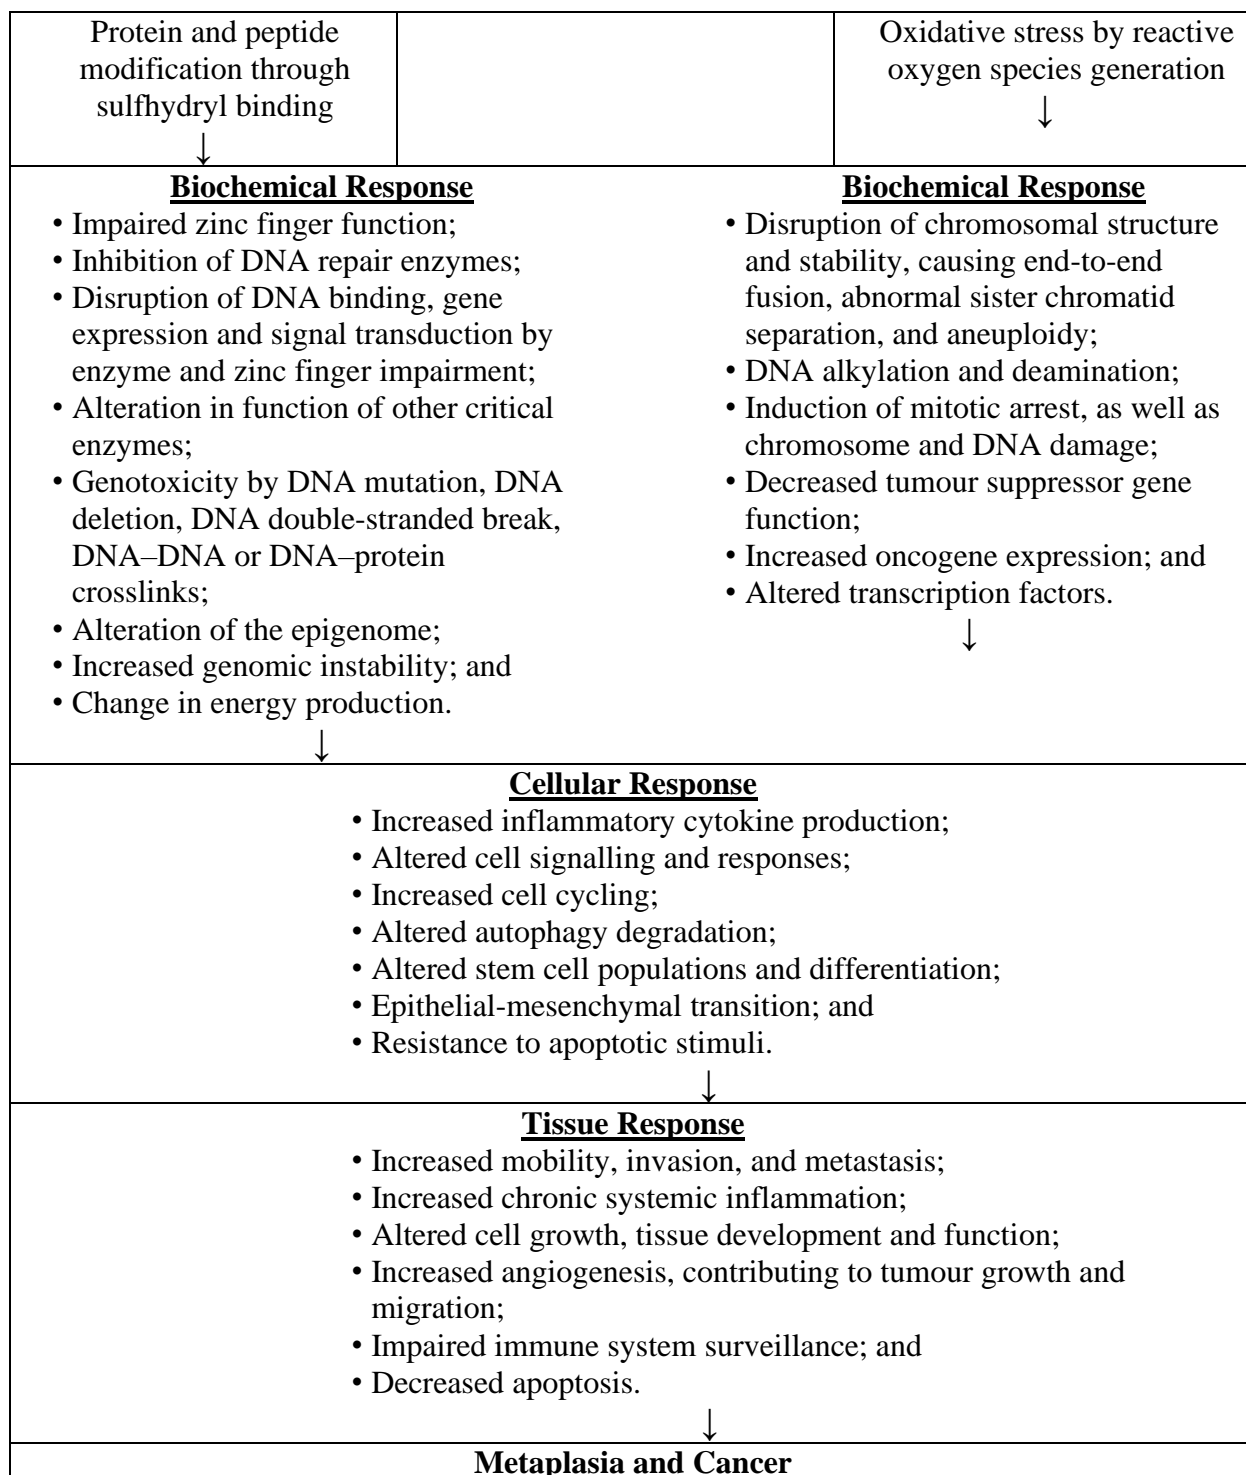 Protein and peptide
modification through
sulfhydryl binding
↓
Oxidative stress by reactive
oxygen species generation
↓
Biochemical Response
• Impaired zinc finger function;
• Inhibition of DNA repair enzymes;
• Disruption of DNA binding, gene
expression and signal transduction by
enzyme and zinc finger impairment;
• Alteration in function of other critical
enzymes;
• Genotoxicity by DNA mutation, DNA
deletion, DNA double-stranded break,
DNA–DNA or DNA–protein
crosslinks;
• Alteration of the epigenome;
• Increased genomic instability; and
• Change in energy production.
↓
Biochemical Response
• Disruption of chromosomal structure
and stability, causing end-to-end
fusion, abnormal sister chromatid
separation, and aneuploidy;
• DNA alkylation and deamination;
• Induction of mitotic arrest, as well as
chromosome and DNA damage;
• Decreased tumour suppressor gene
function;
• Increased oncogene expression; and
• Altered transcription factors.
↓
Cellular Response
• Increased inflammatory cytokine production;
• Altered cell signalling and responses;
• Increased cell cycling;
• Altered autophagy degradation;
• Altered stem cell populations and differentiation;
• Epithelial-mesenchymal transition; and
• Resistance to apoptotic stimuli.
↓
Tissue Response
• Increased mobility, invasion, and metastasis;
• Increased chronic systemic inflammation;
• Altered cell growth, tissue development and function;
• Increased angiogenesis, contributing to tumour growth and
migration;
• Impaired immune system surveillance; and
• Decreased apoptosis.
↓
Metaplasia and Cancer